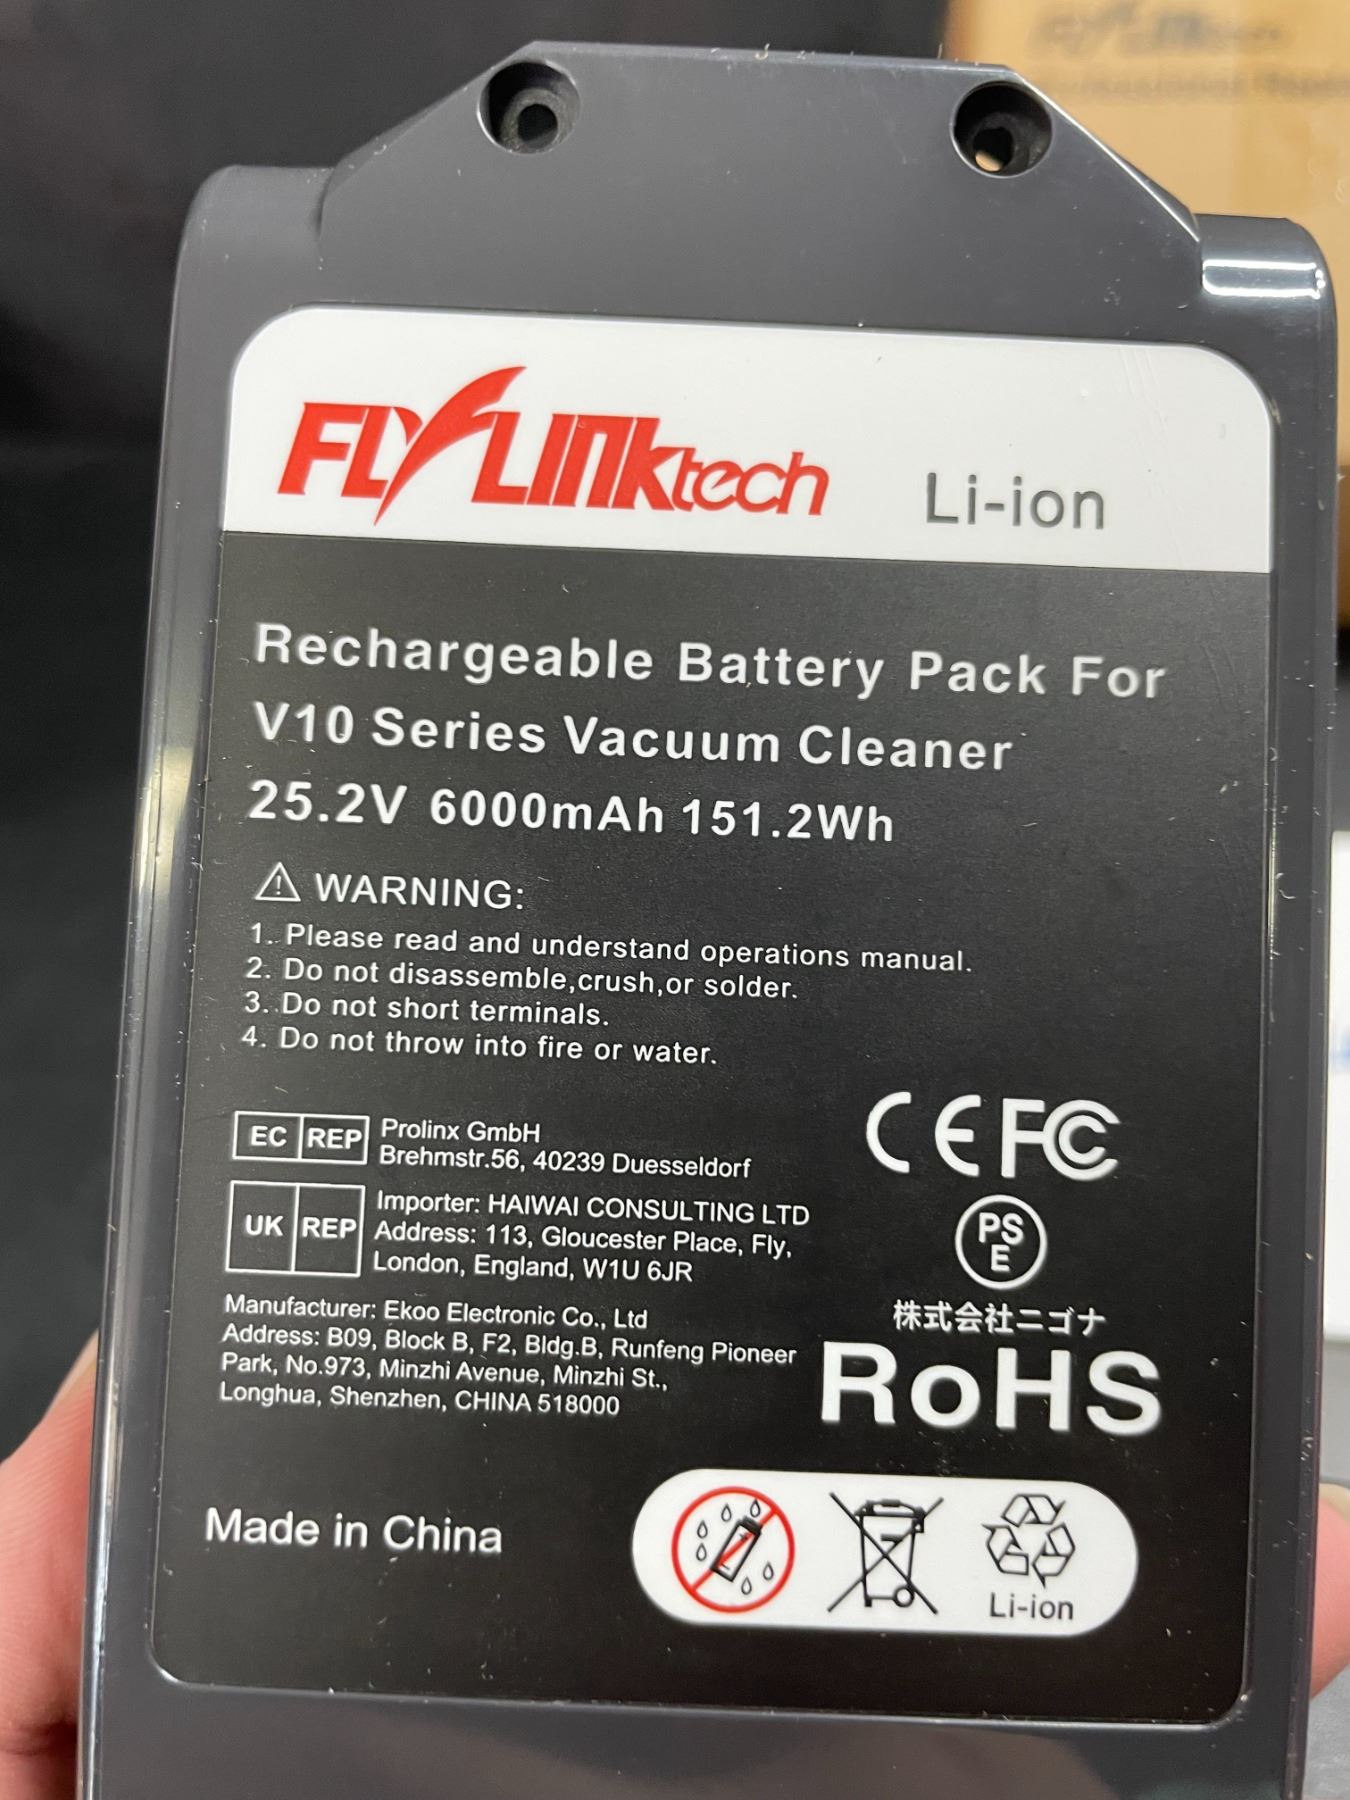 FLYLINKtech
Li-ion
Rechargeable Battery Pack For
V10 Series Vacuum Cleaner
25.2V 6000mAh 151.2Wh
WARNING:
1. Please read and understand operations manual.
2. Do not disassemble,crush,or solder.
3. Do not short terminals.
4. Do not throw into fire or water.
EC REP
Prolinx GmbH
Brehmstr.56, 40239 Duesseldorf
UK REP
Importer: HAIWAI CONSULTING LTD
Address: 113, Gloucester Place, Fly,
London, England, W1U 6JR
Manufacturer: Ekoo Electronic Co., Ltd
Address: B09, Block B, F2, Bldg.B, Runfeng Pioneer
Park, No.973, Minzhi Avenue, Minzhi St.,
Longhua, Shenzhen, CHINA 518000
CE FC
PS
E
株式会社ニゴナ
RoHS
Made in China
Li-ion